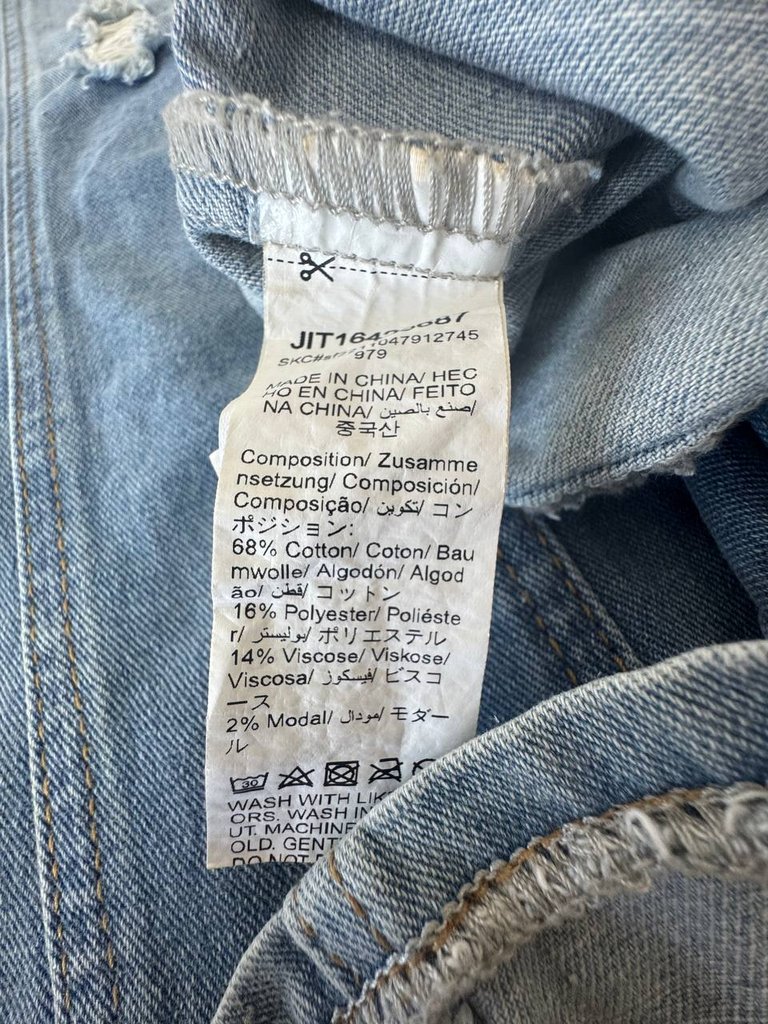 979
MADE IN CHINA/ HEC
HO EN CHINA/ FEITO
NA CHINA/ صنع بالصين/
중국산
Composition/ Zusamme
nsetzung/ Composición/
Composição/ تكوين/ コン
ポジション:
68% Cotton/ Coton/ Bau
mwolle/ Algodón/ Algod
ão/ قطن/ コットン
16% Polyester/ Poliéste
r/ بوليستر/ ポリエステル
14% Viscose/ Viskose/
Viscosa/ فيسكوز/ ビスコ
ース
2% Modal/ مودال/ モダー
ル
30
WASH WITH LIK
ORS. WASH IN
UT. MACHINE
OLD. GENT
DO NOT